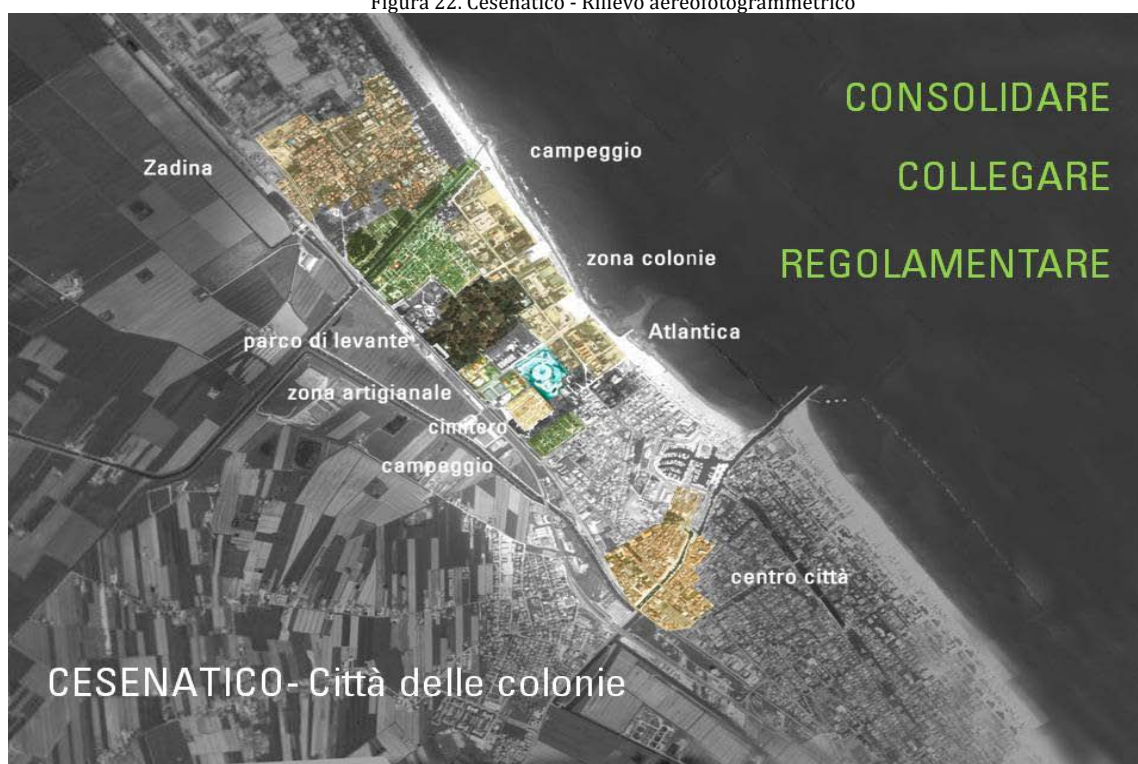 Figura 22. Cesenatico - Rilievo aereofotogrammetrico
CONSOLIDARE
campeggio
Zadina
COLLEGARE
zona colonie
REGOLAMENTARE
Atlantica
parco di levante
zona artigianale
cimitero
campeggio
centro città
CESENATICO- Città delle colonie